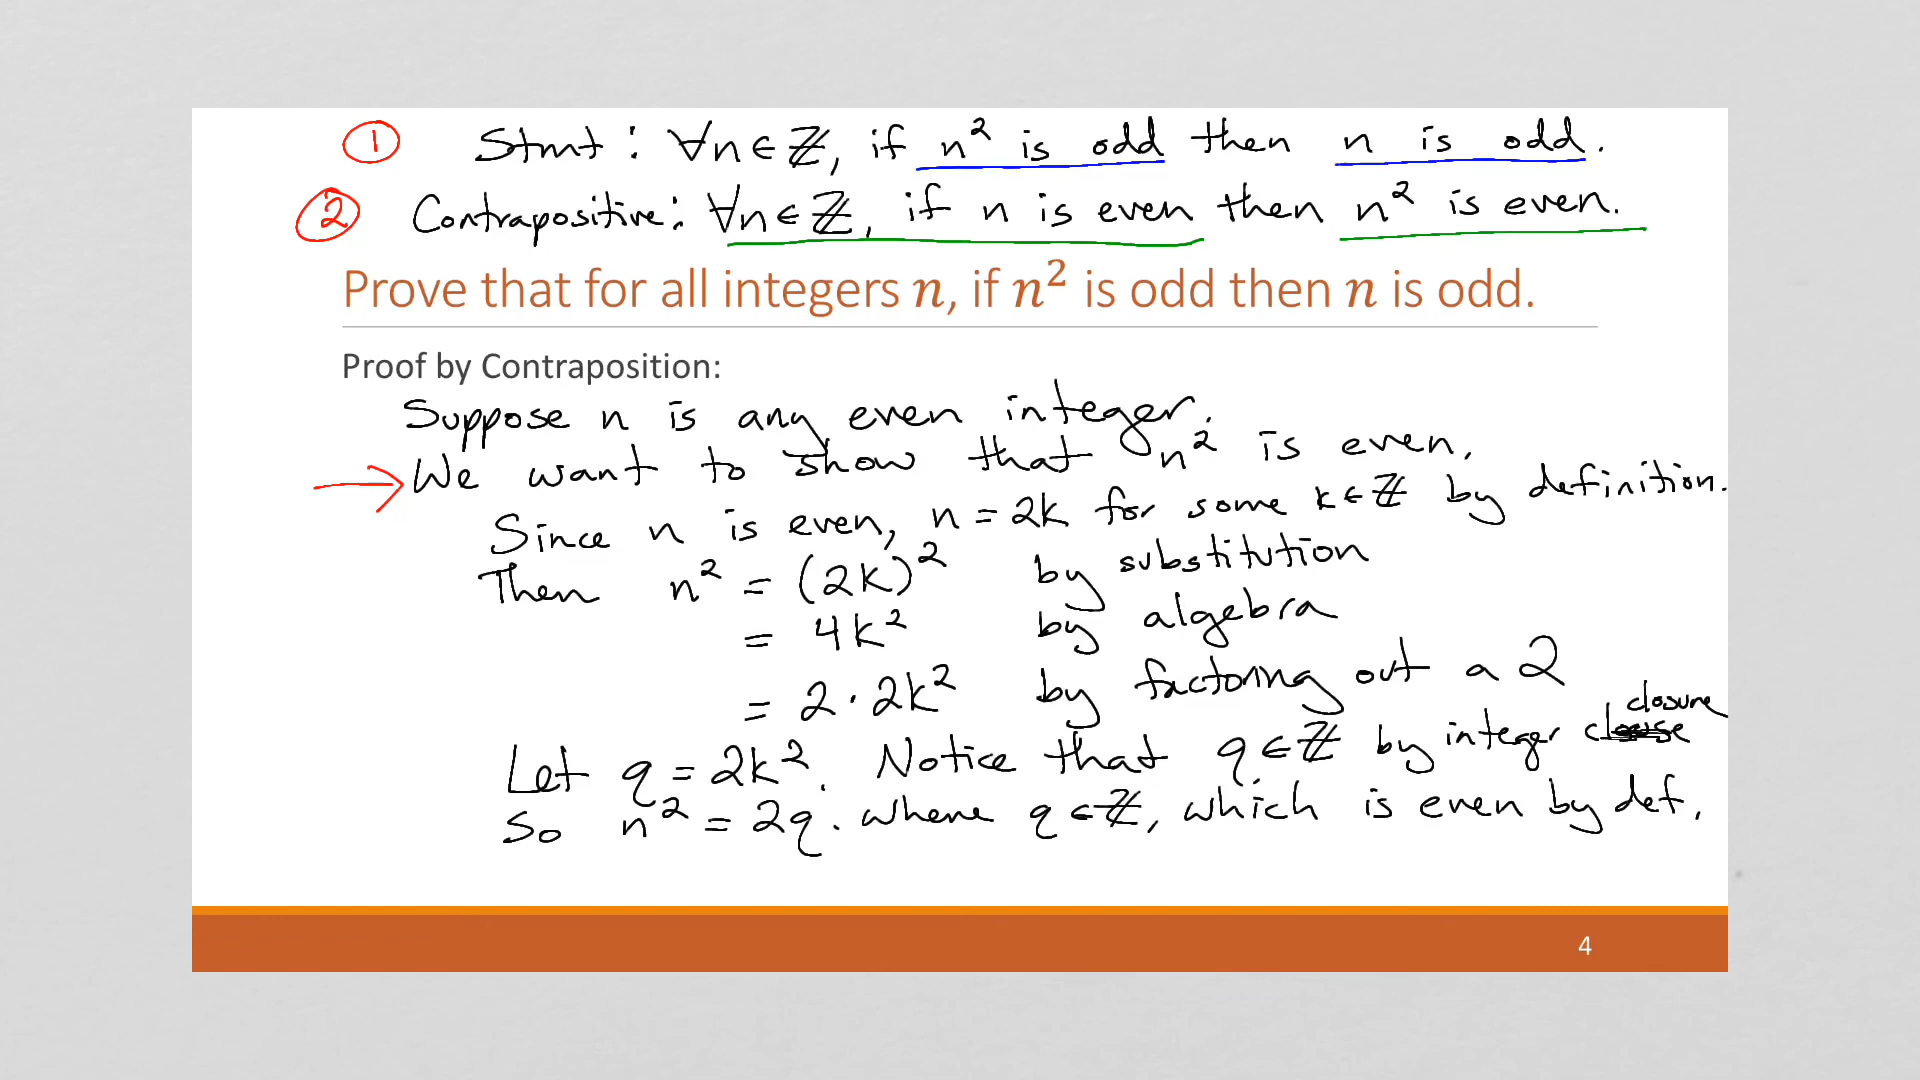 ① Stmt: ∀n∈ℤ, if n² is odd then n is odd.
② Contrapositive: ∀n∈ℤ, if n is even then n² is even.
Prove that for all integers n, if n² is odd then n is odd.
Proof by Contraposition:
Suppose n is any even integer.
→ We want to show that n² is even.
Since n is even, n = 2k for some k∈ℤ by definition.
Then n² = (2k)² by substitution
= 4k² by algebra
= 2·2k² by factoring out a 2
closure
Let q = 2k². Notice that q∈ℤ by integer
So n² = 2q. where q∈ℤ, which is even by def.
4